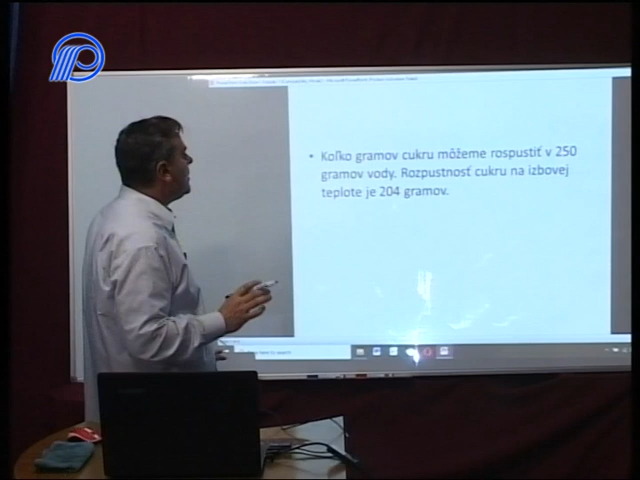 • Koľko gramov cukru môžeme rospustiť v 250
gramov vody. Rozpustnosť cukru na izbovej
teplote je 204 gramov.